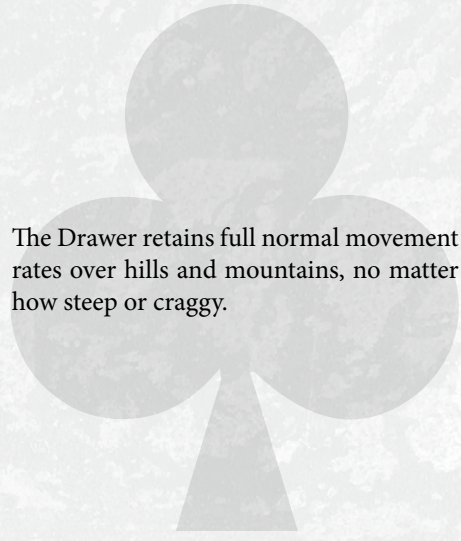 The Drawer retains full normal movement
rates over hills and mountains, no matter
how steep or craggy.